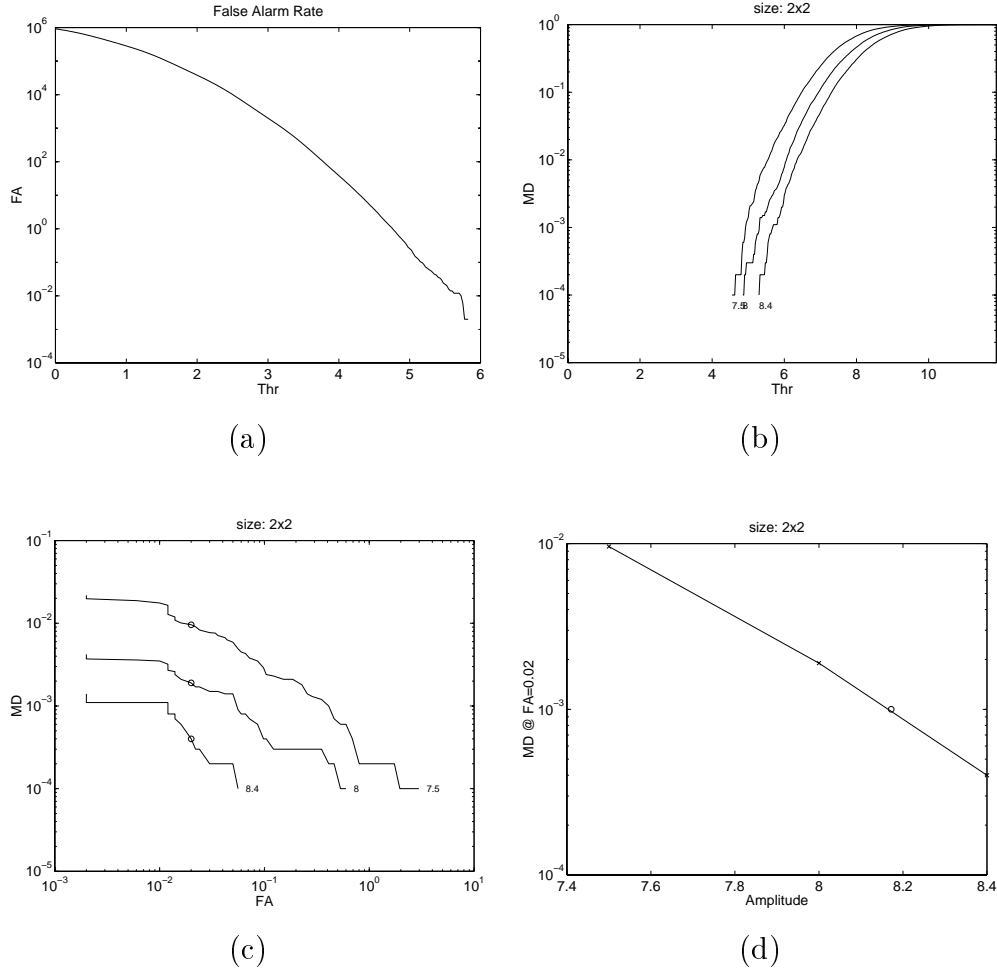 False Alarm Rate
10^6
10^4
10^2
10^0
10^−2
10^−4
FA
0 1 2 3 4 5 6
Thr
(a)
size: 2x2
10^0
10^−1
10^−2
10^−3
10^−4
10^−5
MD
7.5 8 8.4
0 2 4 6 8 10
Thr
(b)
size: 2x2
10^−1
10^−2
10^−3
10^−4
10^−5
MD
8.4 8 7.5
10^−3 10^−2 10^−1 10^0 10^1
FA
(c)
size: 2x2
10^−2
10^−3
10^−4
MD @ FA=0.02
7.4 7.6 7.8 8 8.2 8.4
Amplitude
(d)